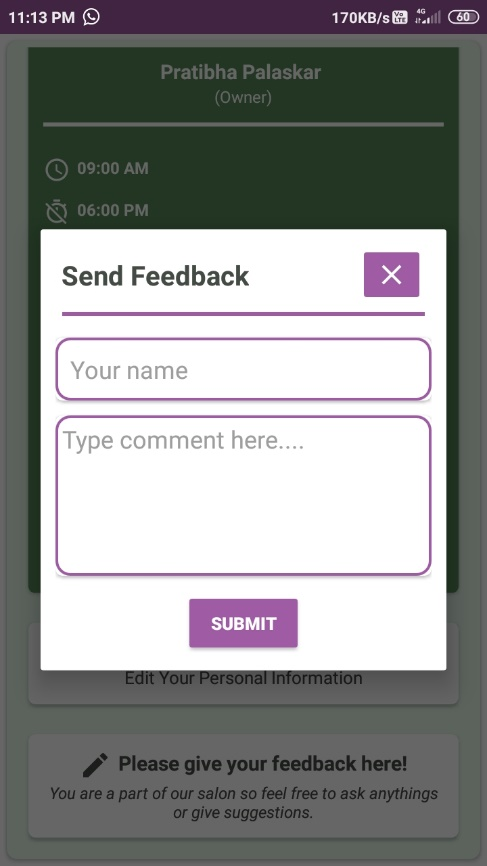 11:13 PM
170KB/s Vo LTE 4G 60
Pratibha Palaskar
(Owner)
09:00 AM
06:00 PM
Send Feedback
Your name
Type comment here....
SUBMIT
Edit Your Personal Information
Please give your feedback here!
You are a part of our salon so feel free to ask anythings
or give suggestions.